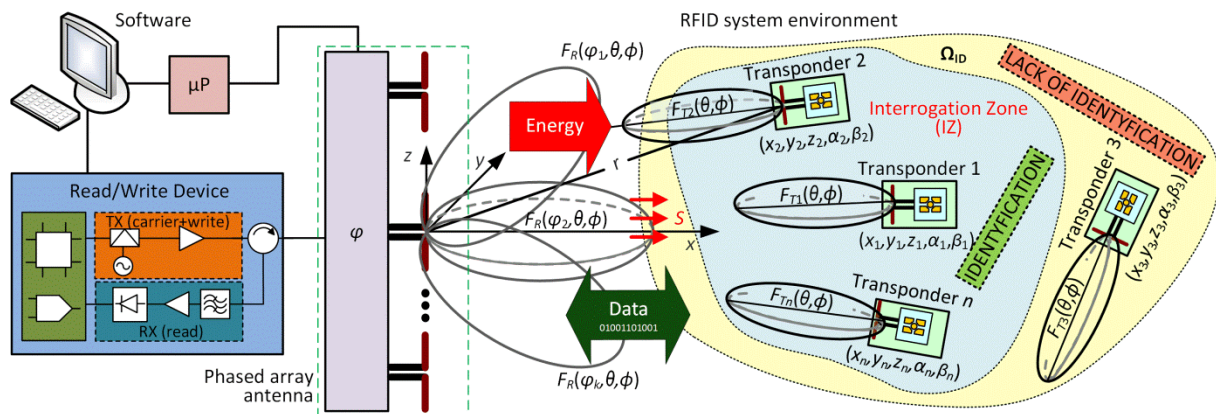 Software
μP
Read/Write Device
TX (carrier+write)
RX (read)
Phased array
antenna
φ
z
y
x
r
S
F_R(φ_1,θ,ϕ)
F_R(φ_2,θ,ϕ)
F_R(φ_k,θ,ϕ)
Energy
Data
01001101001
RFID system environment
Ω_ID
LACK OF IDENTYFICATION
Interrogation Zone
(IZ)
IDENTYFICATION
Transponder 2
F_T2(θ,ϕ)
(x_2,y_2,z_2,α_2,β_2)
Transponder 1
F_T1(θ,ϕ)
(x_1,y_1,z_1,α_1,β_1)
Transponder n
F_Tn(θ,ϕ)
(x_n,y_n,z_n,α_n,β_n)
Transponder 3
F_T3(θ,ϕ)
(x_3,y_3,z_3,α_3,β_3)